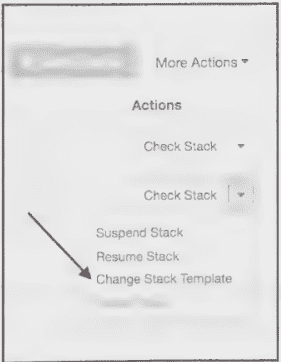 More Actions
Actions
Check Stack
Check Stack
Suspend Stack
Resume Stack
Change Stack Template